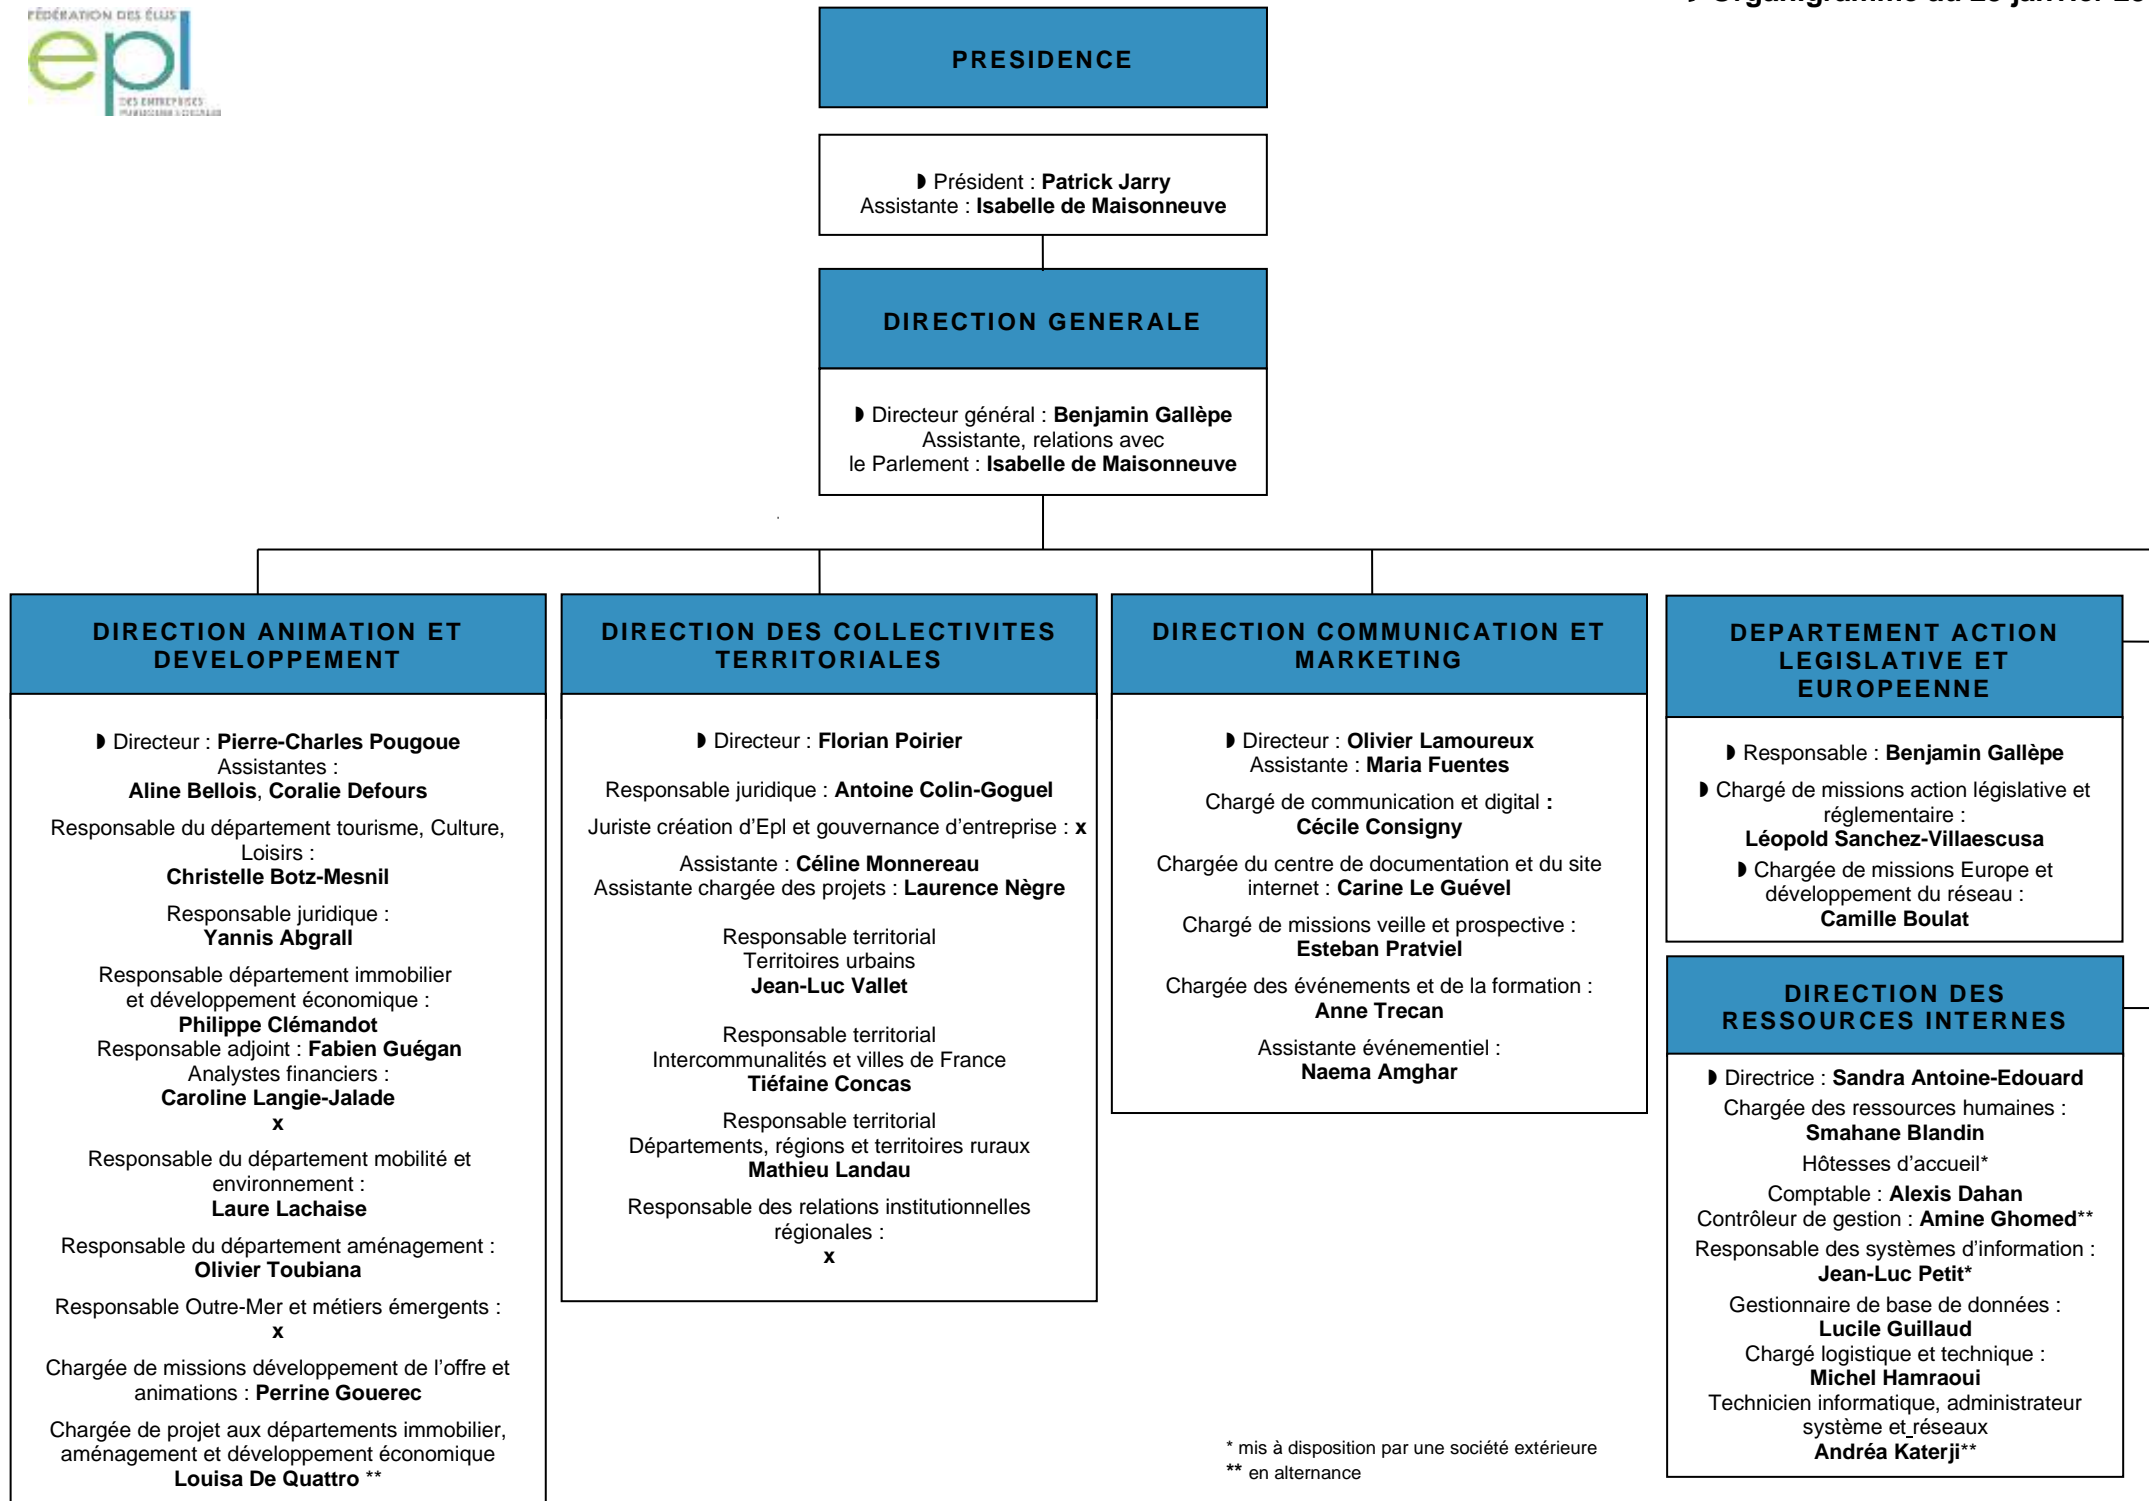 FÉDÉRATION DES ÉLUS
epl
DES ENTREPRISES
PUBLIQUES LOCALES
PRESIDENCE
◗ Président : Patrick Jarry
Assistante : Isabelle de Maisonneuve
DIRECTION GENERALE
◗ Directeur général : Benjamin Gallèpe
Assistante, relations avec
le Parlement : Isabelle de Maisonneuve
DIRECTION ANIMATION ET
DEVELOPPEMENT
◗ Directeur : Pierre-Charles Pougoue
Assistantes :
Aline Bellois, Coralie Defours
Responsable du département tourisme, Culture,
Loisirs :
Christelle Botz-Mesnil
Responsable juridique :
Yannis Abgrall
Responsable département immobilier
et développement économique :
Philippe Clémandot
Responsable adjoint : Fabien Guégan
Analystes financiers :
Caroline Langie-Jalade
x
Responsable du département mobilité et
environnement :
Laure Lachaise
Responsable du département aménagement :
Olivier Toubiana
Responsable Outre-Mer et métiers émergents :
x
Chargée de missions développement de l’offre et
animations : Perrine Gouerec
Chargée de projet aux départements immobilier,
aménagement et développement économique
Louisa De Quattro **
DIRECTION DES COLLECTIVITES
TERRITORIALES
◗ Directeur : Florian Poirier
Responsable juridique : Antoine Colin-Goguel
Juriste création d’Epl et gouvernance d’entreprise : x
Assistante : Céline Monnereau
Assistante chargée des projets : Laurence Nègre
Responsable territorial
Territoires urbains
Jean-Luc Vallet
Responsable territorial
Intercommunalités et villes de France
Tiéfaine Concas
Responsable territorial
Départements, régions et territoires ruraux
Mathieu Landau
Responsable des relations institutionnelles
régionales :
x
DIRECTION COMMUNICATION ET
MARKETING
◗ Directeur : Olivier Lamoureux
Assistante : Maria Fuentes
Chargé de communication et digital :
Cécile Consigny
Chargée du centre de documentation et du site
internet : Carine Le Guével
Chargé de missions veille et prospective :
Esteban Pratviel
Chargée des événements et de la formation :
Anne Trecan
Assistante événementiel :
Naema Amghar
DEPARTEMENT ACTION
LEGISLATIVE ET
EUROPEENNE
◗ Responsable : Benjamin Gallèpe
◗ Chargé de missions action législative et
réglementaire :
Léopold Sanchez-Villaescusa
◗ Chargée de missions Europe et
développement du réseau :
Camille Boulat
DIRECTION DES
RESSOURCES INTERNES
◗ Directrice : Sandra Antoine-Edouard
Chargée des ressources humaines :
Smahane Blandin
Hôtesses d’accueil*
Comptable : Alexis Dahan
Contrôleur de gestion : Amine Ghomed**
Responsable des systèmes d’information :
Jean-Luc Petit*
Gestionnaire de base de données :
Lucile Guillaud
Chargé logistique et technique :
Michel Hamraoui
Technicien informatique, administrateur
système et réseaux
Andréa Katerji**
* mis à disposition par une société extérieure
** en alternance